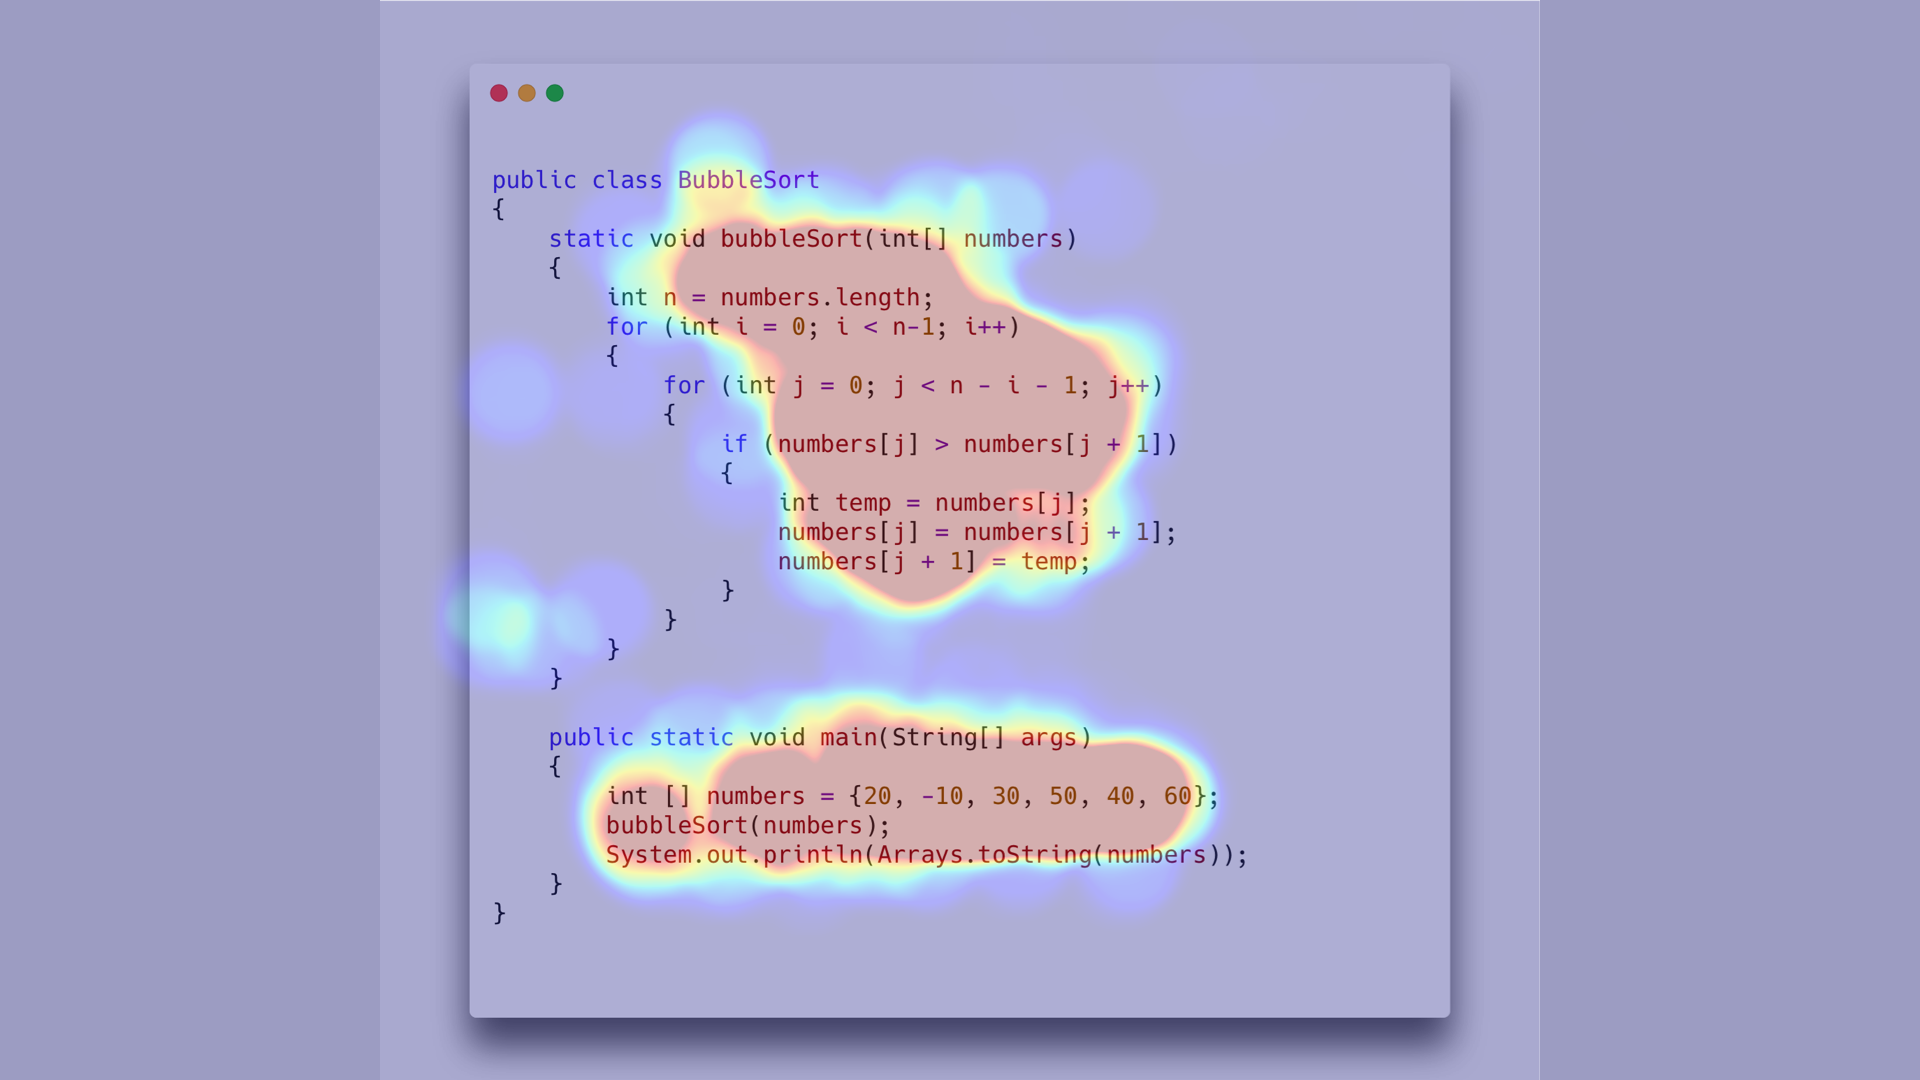 public class BubbleSort
{
    static void bubbleSort(int[] numbers)
    {
        int n = numbers.length;
        for (int i = 0; i < n-1; i++)
        {
            for (int j = 0; j < n - i - 1; j++)
            {
                if (numbers[j] > numbers[j + 1])
                {
                    int temp = numbers[j];
                    numbers[j] = numbers[j + 1];
                    numbers[j + 1] = temp;
                }
            }
        }
    }

    public static void main(String[] args)
    {
        int [] numbers = {20, -10, 30, 50, 40, 60};
        bubbleSort(numbers);
        System.out.println(Arrays.toString(numbers));
    }
}